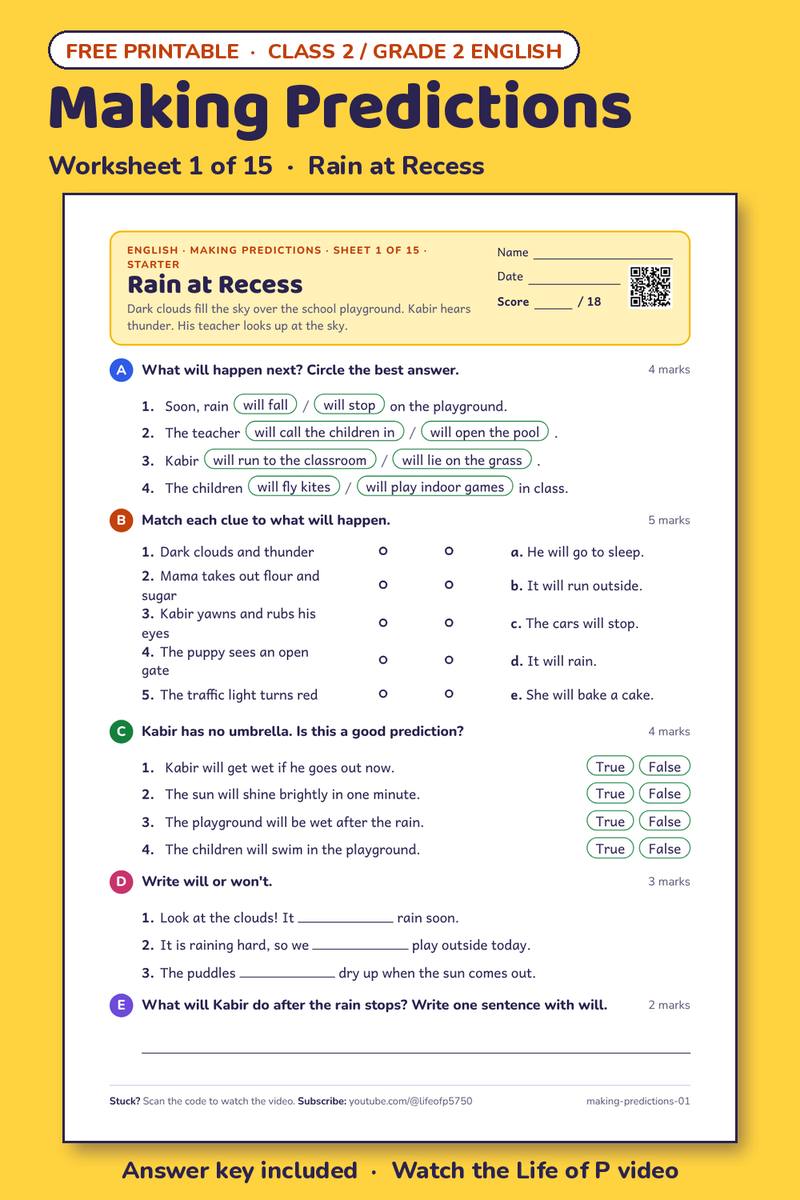 FREE PRINTABLE · CLASS 2 / GRADE 2 ENGLISH
Making Predictions
Worksheet 1 of 15 · Rain at Recess
ENGLISH · MAKING PREDICTIONS · SHEET 1 OF 15 ·
STARTER
Rain at Recess
Dark clouds fill the sky over the school playground. Kabir hears
thunder. His teacher looks up at the sky.
Name
Date
Score / 18
A What will happen next? Circle the best answer. 4 marks
1. Soon, rain will fall / will stop on the playground.
2. The teacher will call the children in / will open the pool .
3. Kabir will run to the classroom / will lie on the grass .
4. The children will fly kites / will play indoor games in class.
B Match each clue to what will happen. 5 marks
1. Dark clouds and thunder a. He will go to sleep.
2. Mama takes out flour and
sugar b. It will run outside.
3. Kabir yawns and rubs his
eyes c. The cars will stop.
4. The puppy sees an open
gate d. It will rain.
5. The traffic light turns red e. She will bake a cake.
C Kabir has no umbrella. Is this a good prediction? 4 marks
1. Kabir will get wet if he goes out now. True False
2. The sun will shine brightly in one minute. True False
3. The playground will be wet after the rain. True False
4. The children will swim in the playground. True False
D Write will or won't. 3 marks
1. Look at the clouds! It ____________ rain soon.
2. It is raining hard, so we ____________ play outside today.
3. The puddles ____________ dry up when the sun comes out.
E What will Kabir do after the rain stops? Write one sentence with will. 2 marks
Stuck? Scan the code to watch the video. Subscribe: youtube.com/@lifeofp5750 making-predictions-01
Answer key included · Watch the Life of P video